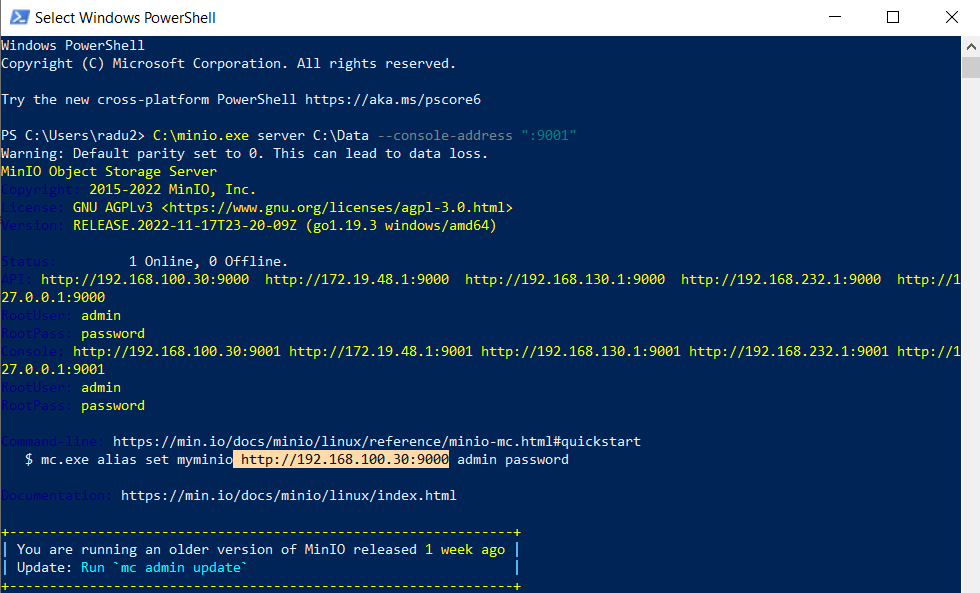 Select Windows PowerShell
Windows PowerShell
Copyright (C) Microsoft Corporation. All rights reserved.
Try the new cross-platform PowerShell https://aka.ms/pscore6
PS C:\Users\radu2> C:\minio.exe server C:\Data --console-address ":9001"
Warning: Default parity set to 0. This can lead to data loss.
MinIO Object Storage Server
Copyright: 2015-2022 MinIO, Inc.
License: GNU AGPLv3 <https://www.gnu.org/licenses/agpl-3.0.html>
Version: RELEASE.2022-11-17T23-20-09Z (go1.19.3 windows/amd64)
Status:         1 Online, 0 Offline.
API: http://192.168.100.30:9000  http://172.19.48.1:9000  http://192.168.130.1:9000  http://192.168.232.1:9000  http://1
27.0.0.1:9000
RootUser: admin
RootPass: password
Console: http://192.168.100.30:9001 http://172.19.48.1:9001 http://192.168.130.1:9001 http://192.168.232.1:9001 http://1
27.0.0.1:9001
RootUser: admin
RootPass: password
Command-line: https://min.io/docs/minio/linux/reference/minio-mc.html#quickstart
$ mc.exe alias set myminio http://192.168.100.30:9000 admin password
Documentation: https://min.io/docs/minio/linux/index.html
+---------------------------------------------------------------+
| You are running an older version of MinIO released 1 week ago |
| Update: Run `mc admin update`                                 |
+---------------------------------------------------------------+